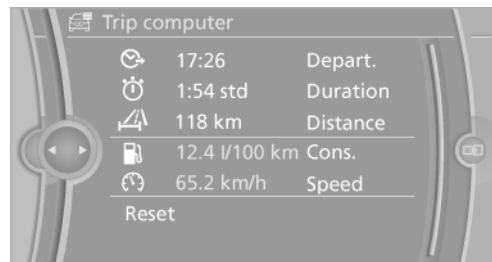 Trip computer
17:26 Depart.
1:54 std Duration
118 km Distance
12.4 l/100 km Cons.
65.2 km/h Speed
Reset